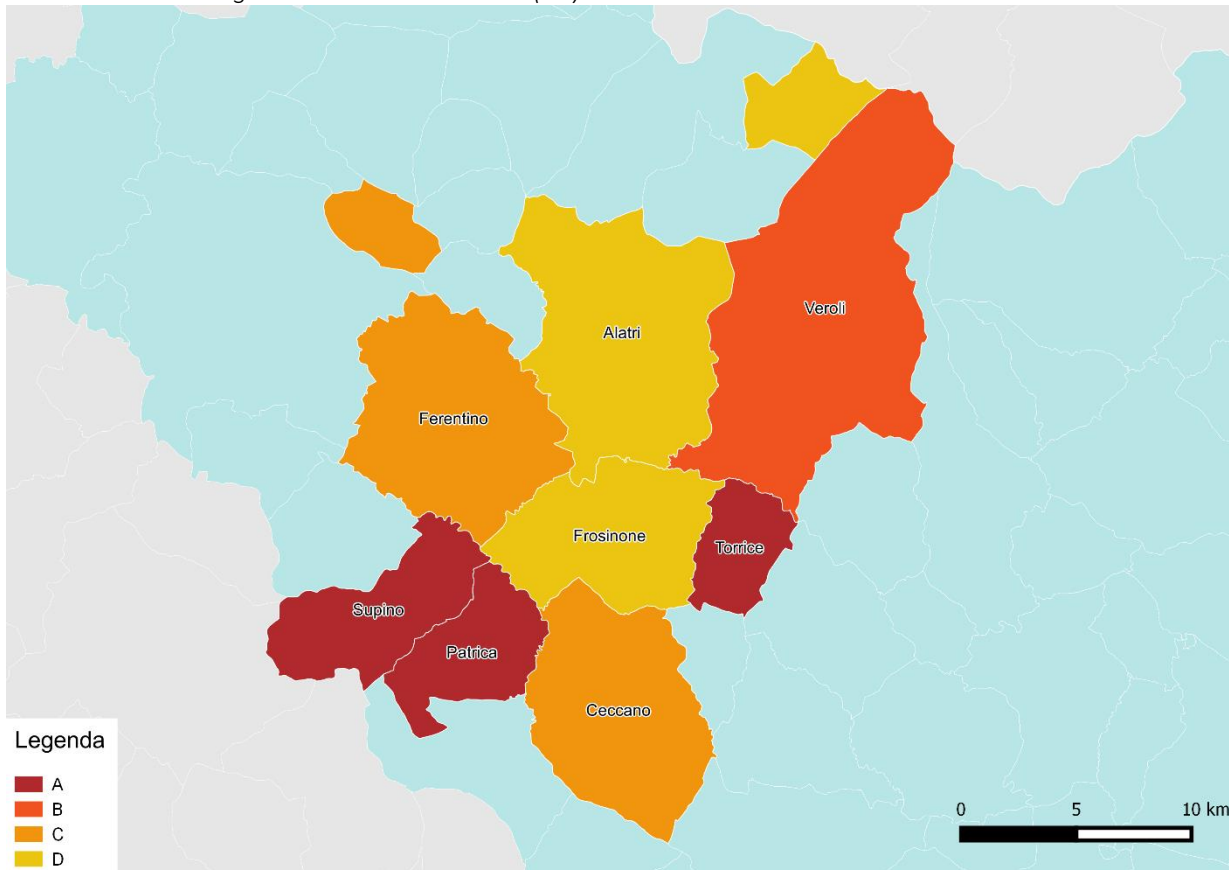 Alatri
Veroli
Ferentino
Frosinone
Torrice
Supino
Patrica
Ceccano
Legenda
A
B
C
D
0 5 10 km